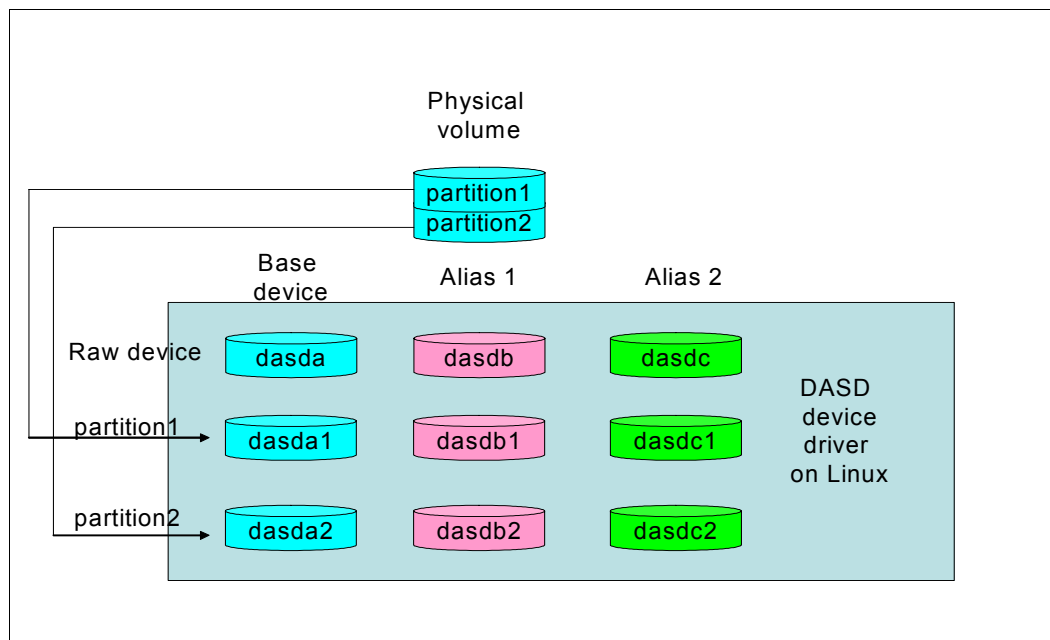 Physical
volume
partition1
partition2
Base
device
Alias 1
Alias 2
Raw device
dasda
dasdb
dasdc
DASD
device
driver
on Linux
partition1
dasda1
dasdb1
dasdc1
partition2
dasda2
dasdb2
dasdc2